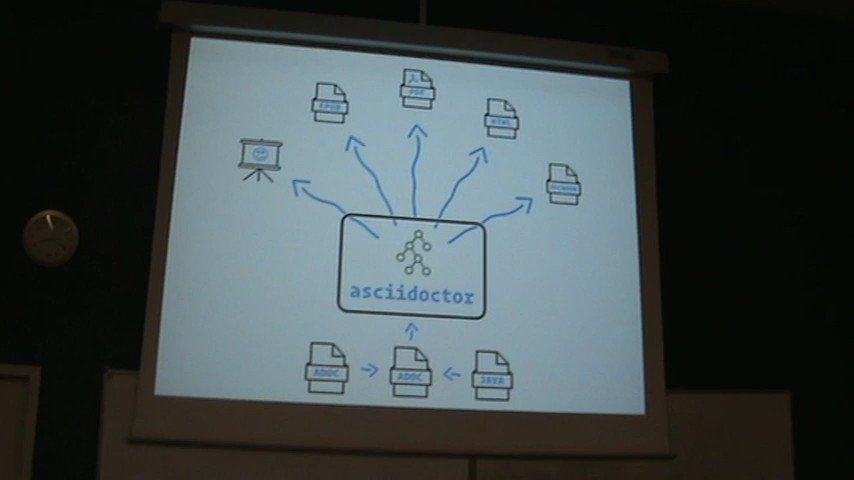 PDF
EPUB
HTML
asciidoctor
ADOC
ADOC
JAVA